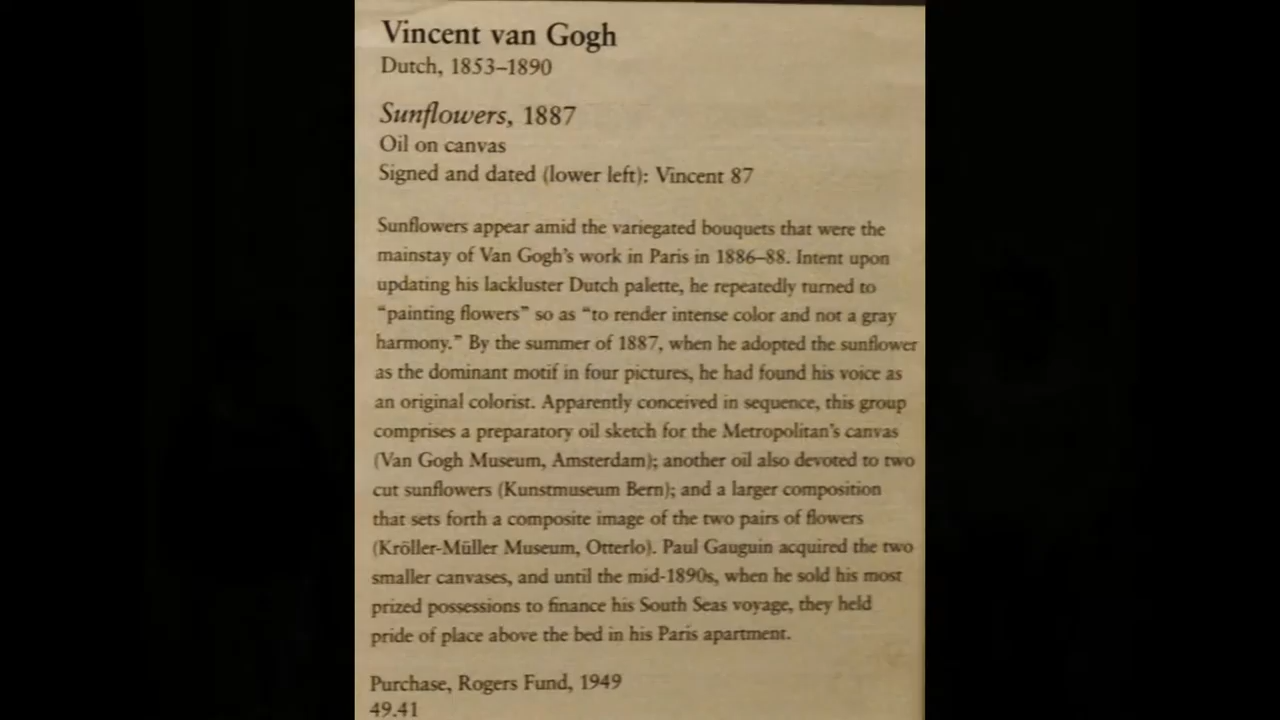 Vincent van Gogh
Dutch, 1853–1890
Sunflowers, 1887
Oil on canvas
Signed and dated (lower left): Vincent 87
Sunflowers appear amid the variegated bouquets that were the
mainstay of Van Gogh's work in Paris in 1886–88. Intent upon
updating his lackluster Dutch palette, he repeatedly turned to
"painting flowers" so as "to render intense color and not a gray
harmony." By the summer of 1887, when he adopted the sunflower
as the dominant motif in four pictures, he had found his voice as
an original colorist. Apparently conceived in sequence, this group
comprises a preparatory oil sketch for the Metropolitan's canvas
(Van Gogh Museum, Amsterdam); another oil also devoted to two
cut sunflowers (Kunstmuseum Bern); and a larger composition
that sets forth a composite image of the two pairs of flowers
(Kröller-Müller Museum, Otterlo). Paul Gauguin acquired the two
smaller canvases, and until the mid-1890s, when he sold his most
prized possessions to finance his South Seas voyage, they held
pride of place above the bed in his Paris apartment.
Purchase, Rogers Fund, 1949
49.41